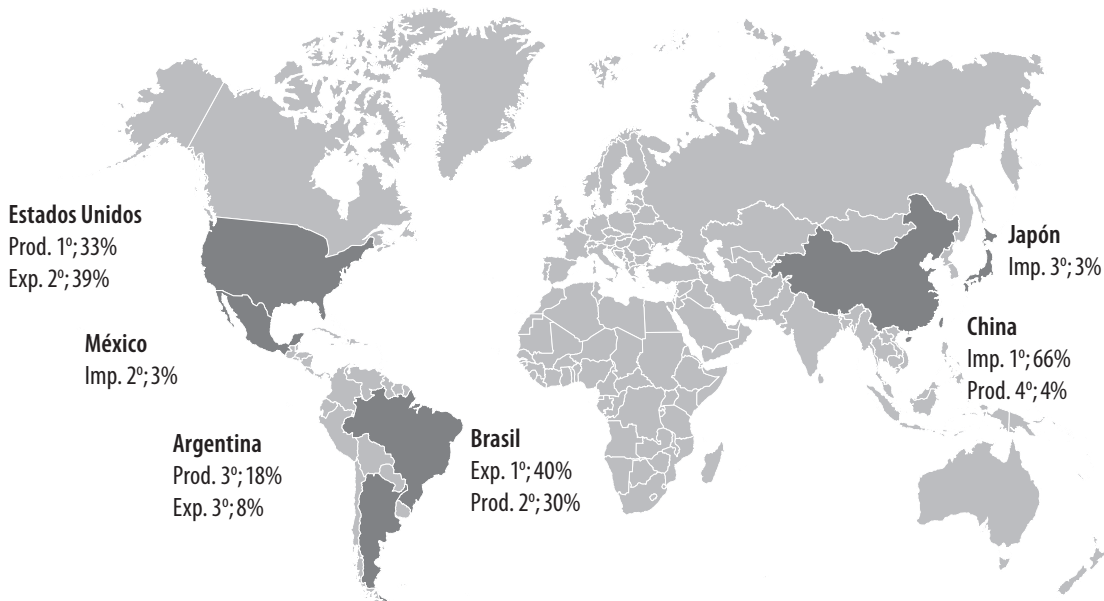 Estados Unidos
Prod. 1º; 33%
Exp. 2º; 39%
México
Imp. 2º; 3%
Argentina
Prod. 3º; 18%
Exp. 3º; 8%
Brasil
Exp. 1º; 40%
Prod. 2º; 30%
Japón
Imp. 3º; 3%
China
Imp. 1º; 66%
Prod. 4º; 4%